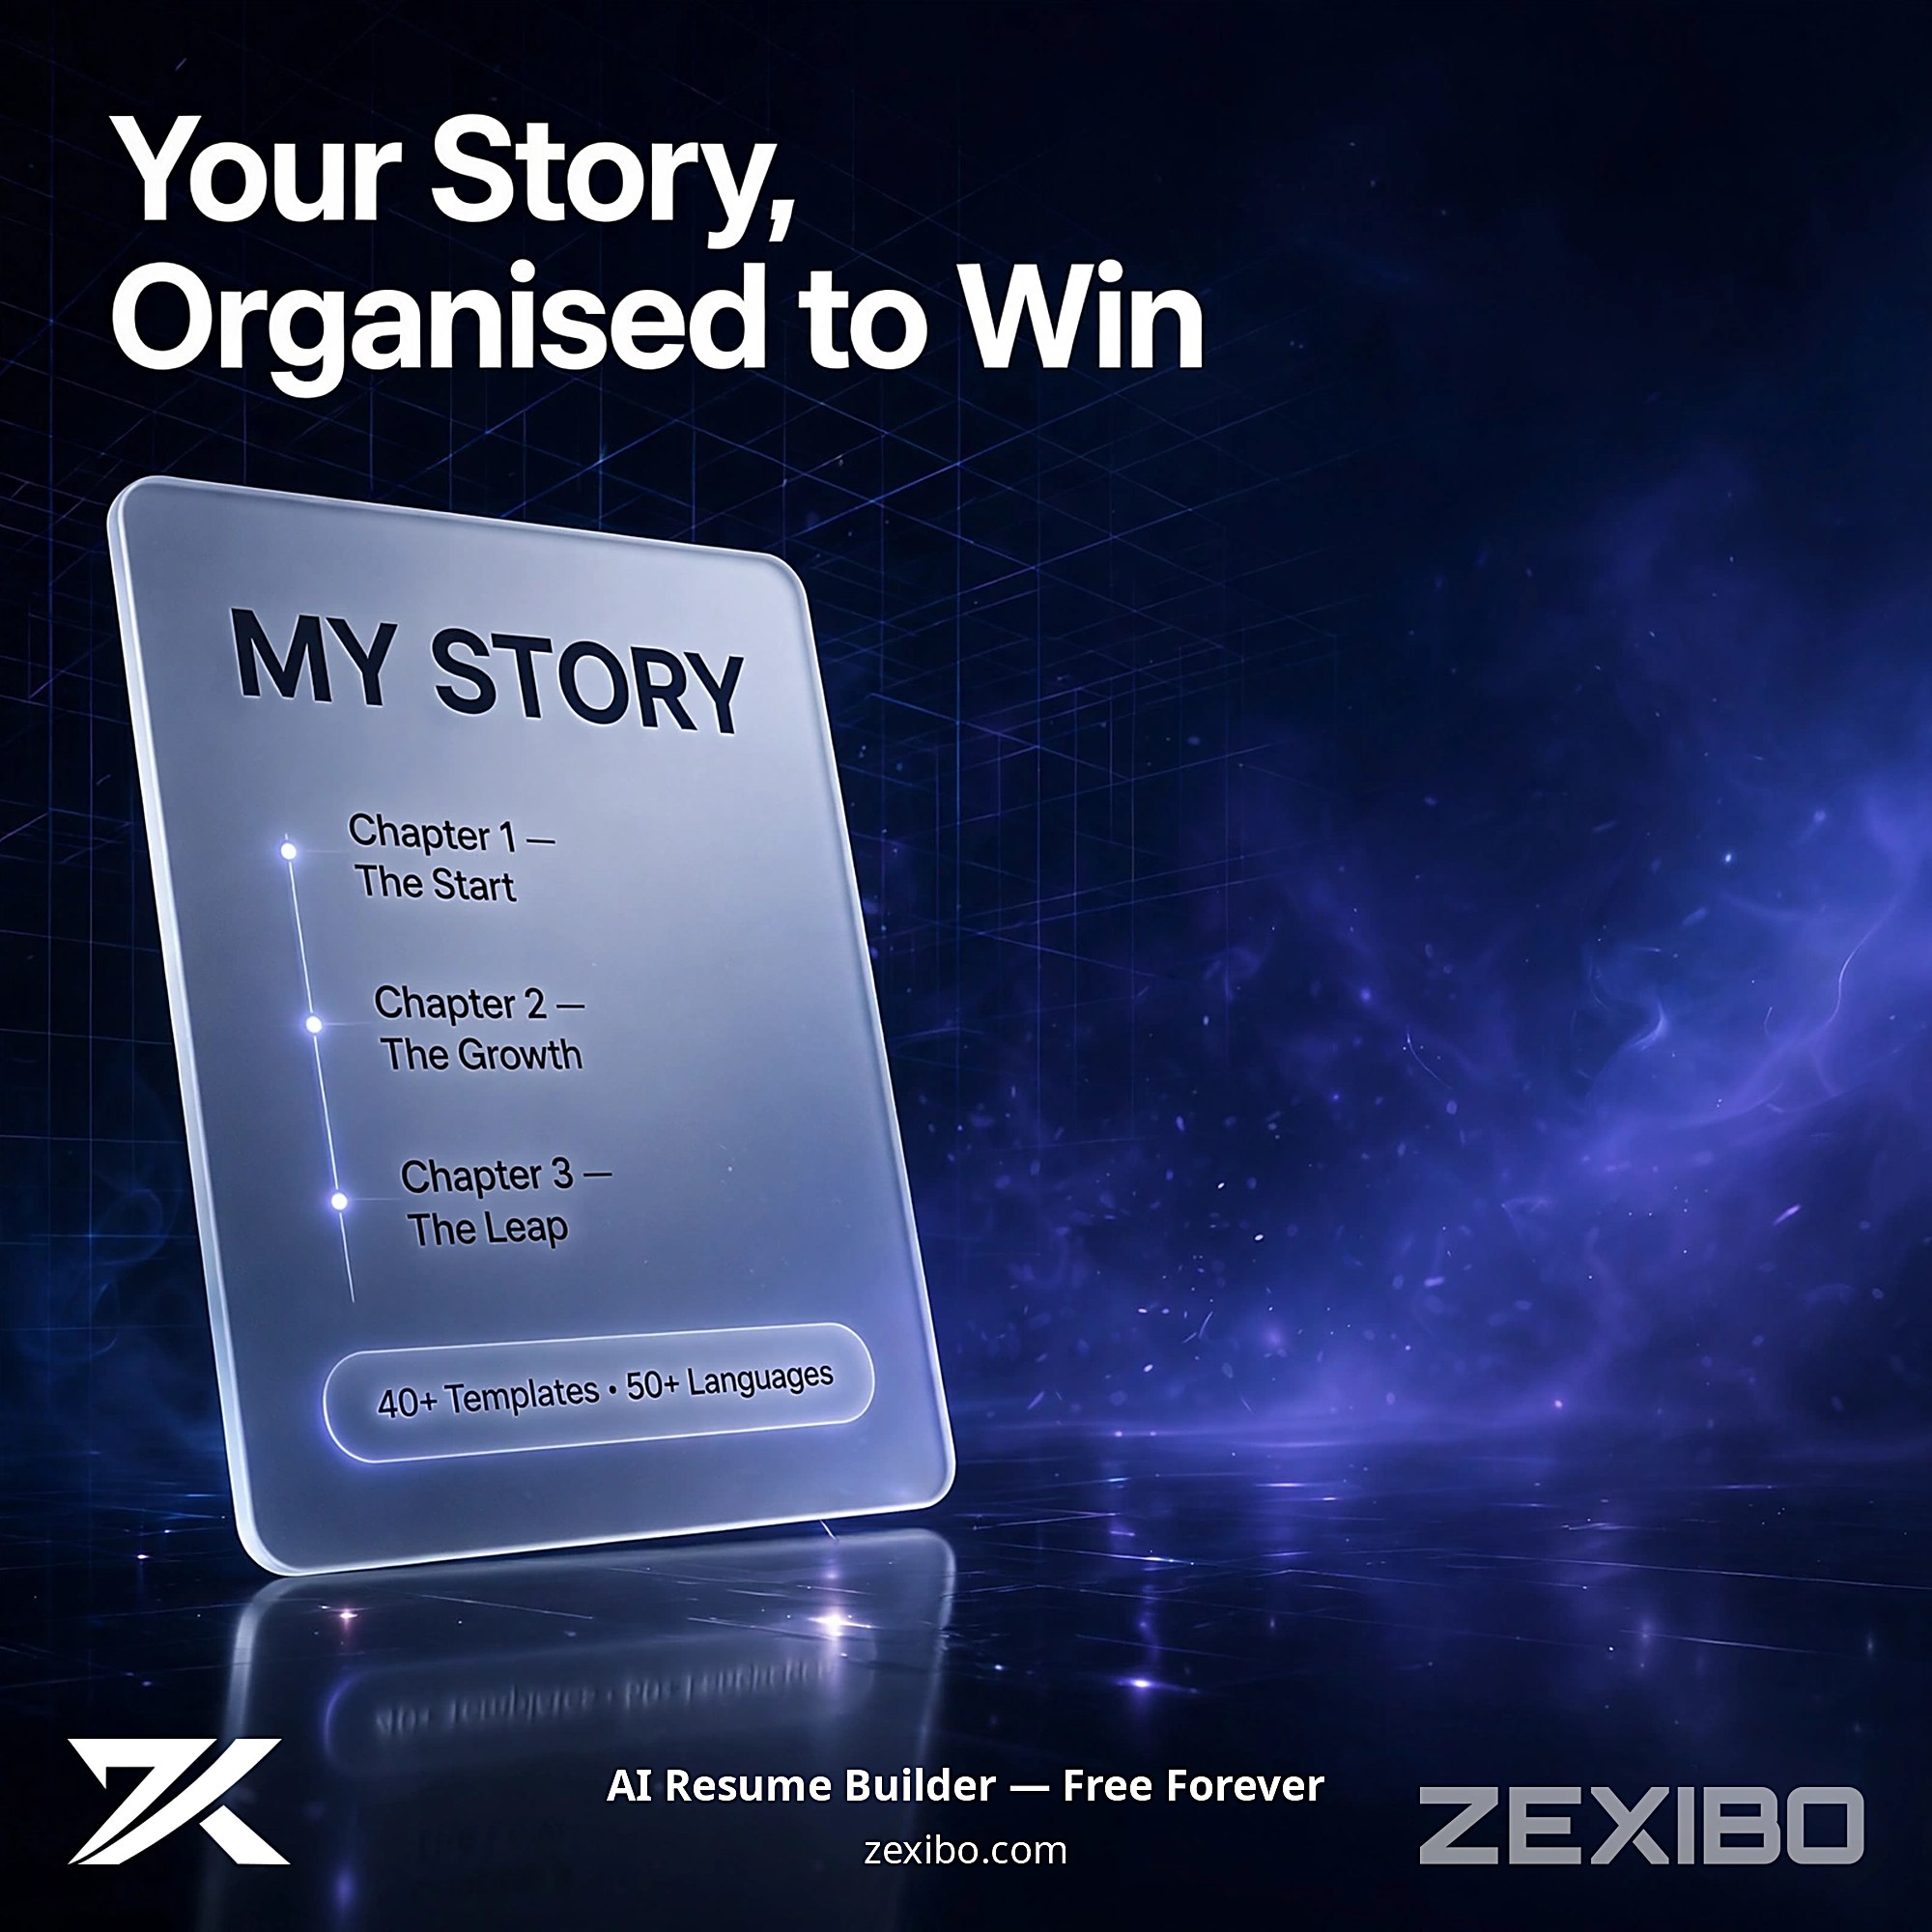 Your Story,
Organised to Win
MY STORY
Chapter 1 —
The Start
Chapter 2 —
The Growth
Chapter 3 —
The Leap
40+ Templates • 50+ Languages
AI Resume Builder — Free Forever
zexibo.com
ZEXIBO